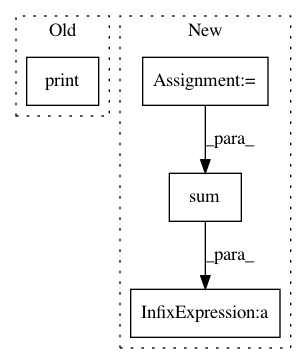 Old
New
print
Assignment:=
_para_
sum
_para_
InfixExpression:a